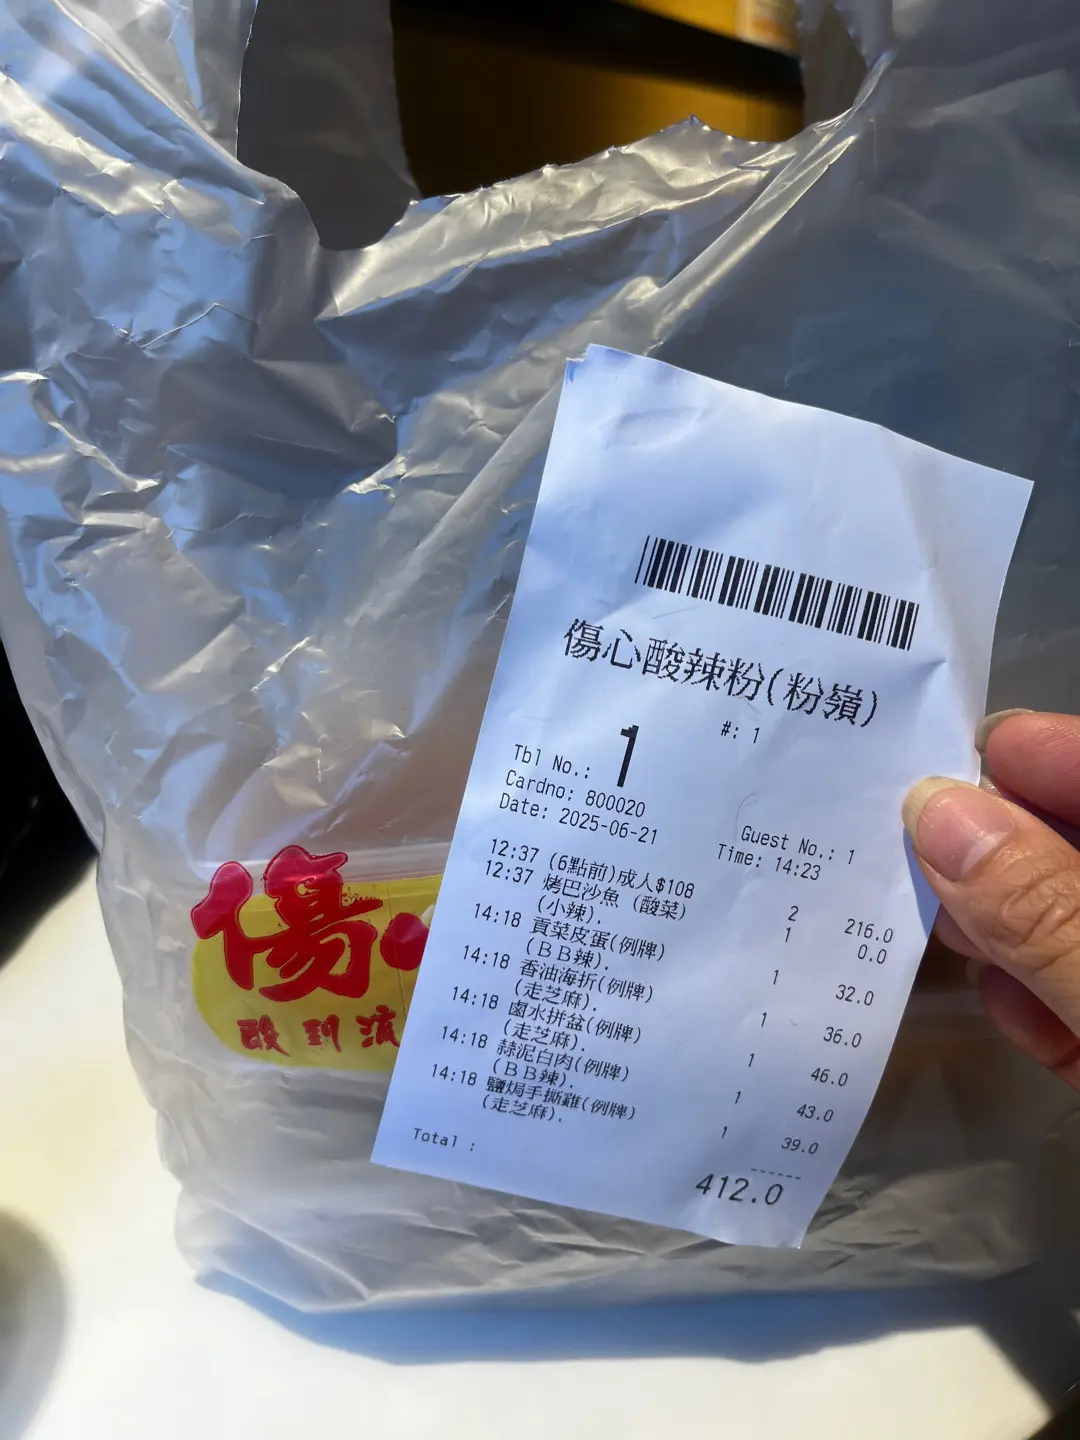 傷心酸辣粉(粉嶺)
#: 1
Tbl No.: 1
Cardno: 800020
Guest No.: 1
Date: 2025-06-21 Time: 14:23
12:37 (6點前)成人$108 2 216.0
12:37 烤巴沙魚 (酸菜) 1 0.0
(小辣).
14:18 貢菜皮蛋(例牌) 1 32.0
(ＢＢ辣).
14:18 香油海折(例牌) 1 36.0
(走芝麻).
14:18 鹵水拼盆(例牌) 1 46.0
(走芝麻).
14:18 蒜泥白肉(例牌) 1 43.0
(ＢＢ辣).
14:18 鹽焗手撕雞(例牌) 1 39.0
(走芝麻).
Total : 412.0
傷心
酸到流